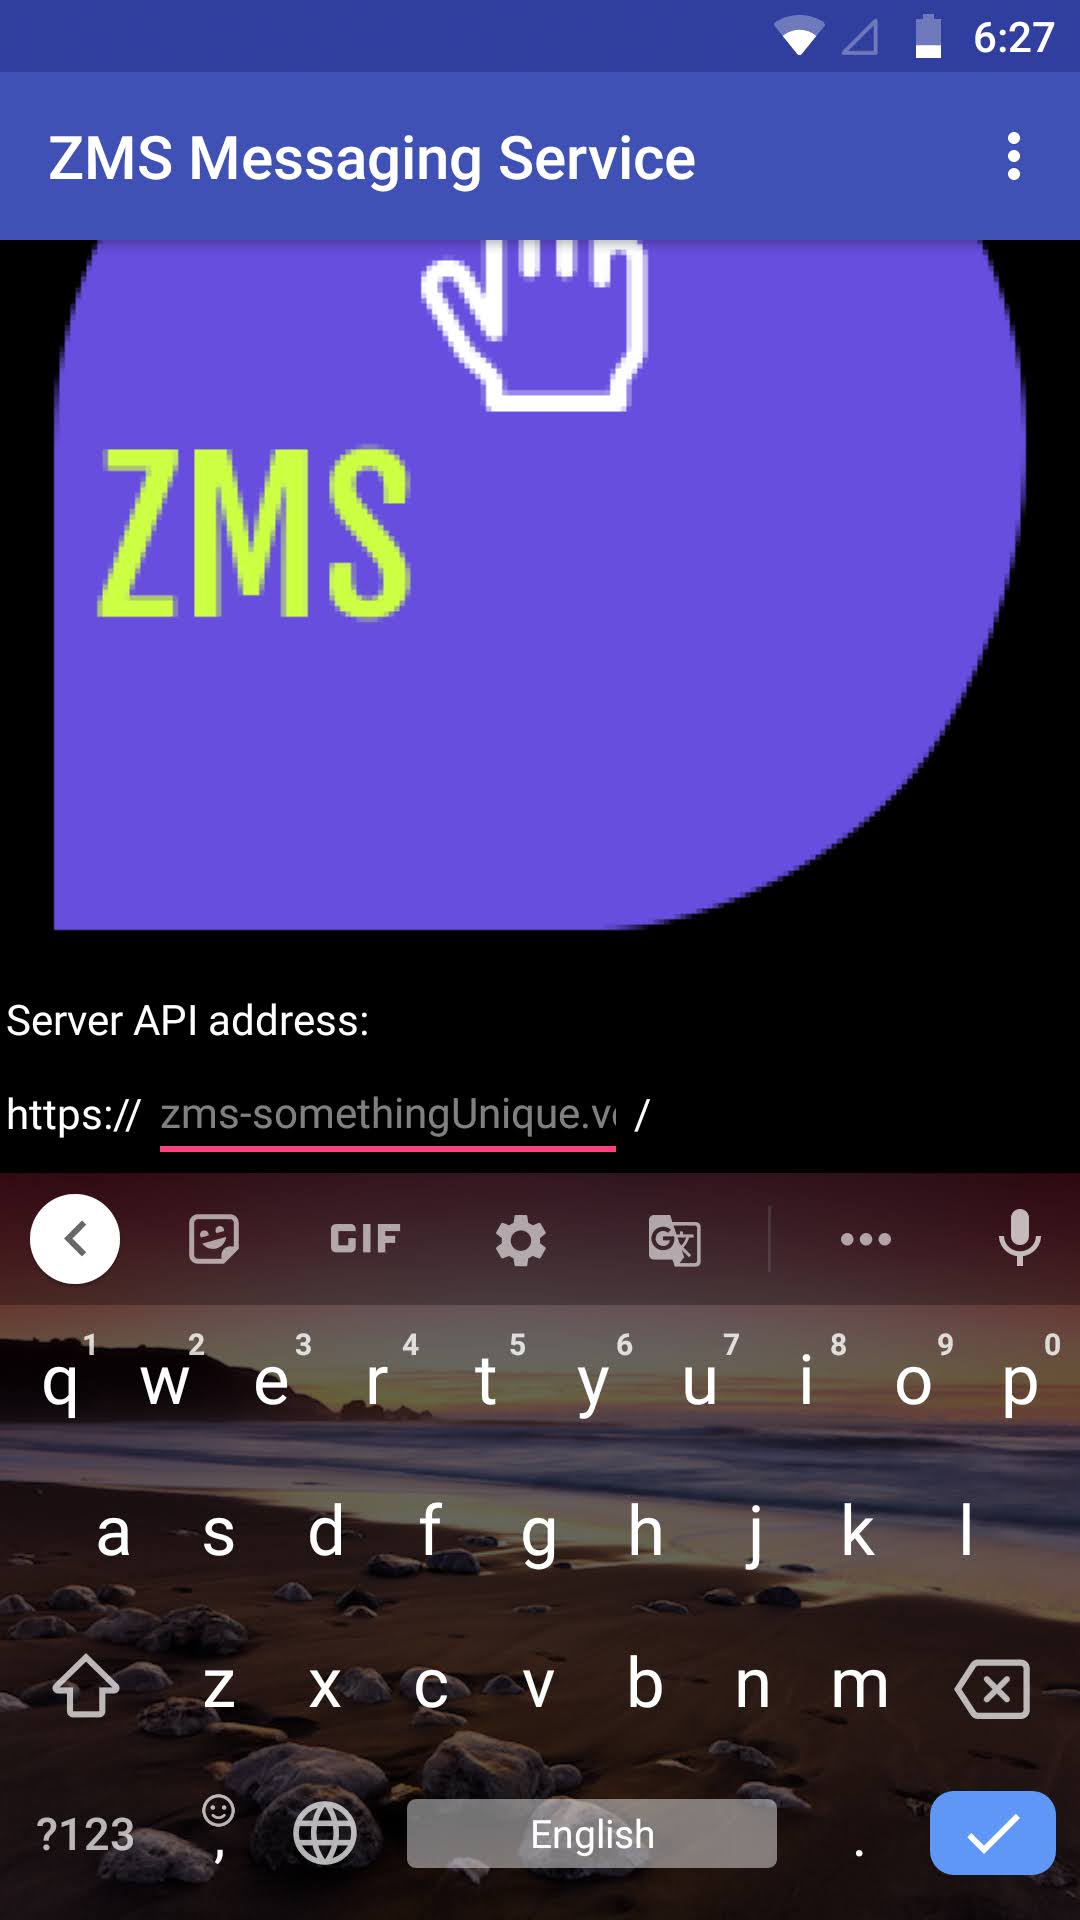 6:27
ZMS Messaging Service
ZMS
Server API address:
https:// zms-somethingUnique.v /
GIF
1 2 3 4 5 6 7 8 9 0
q w e r t y u i o p
a s d f g h j k l
z x c v b n m
?123 , English .